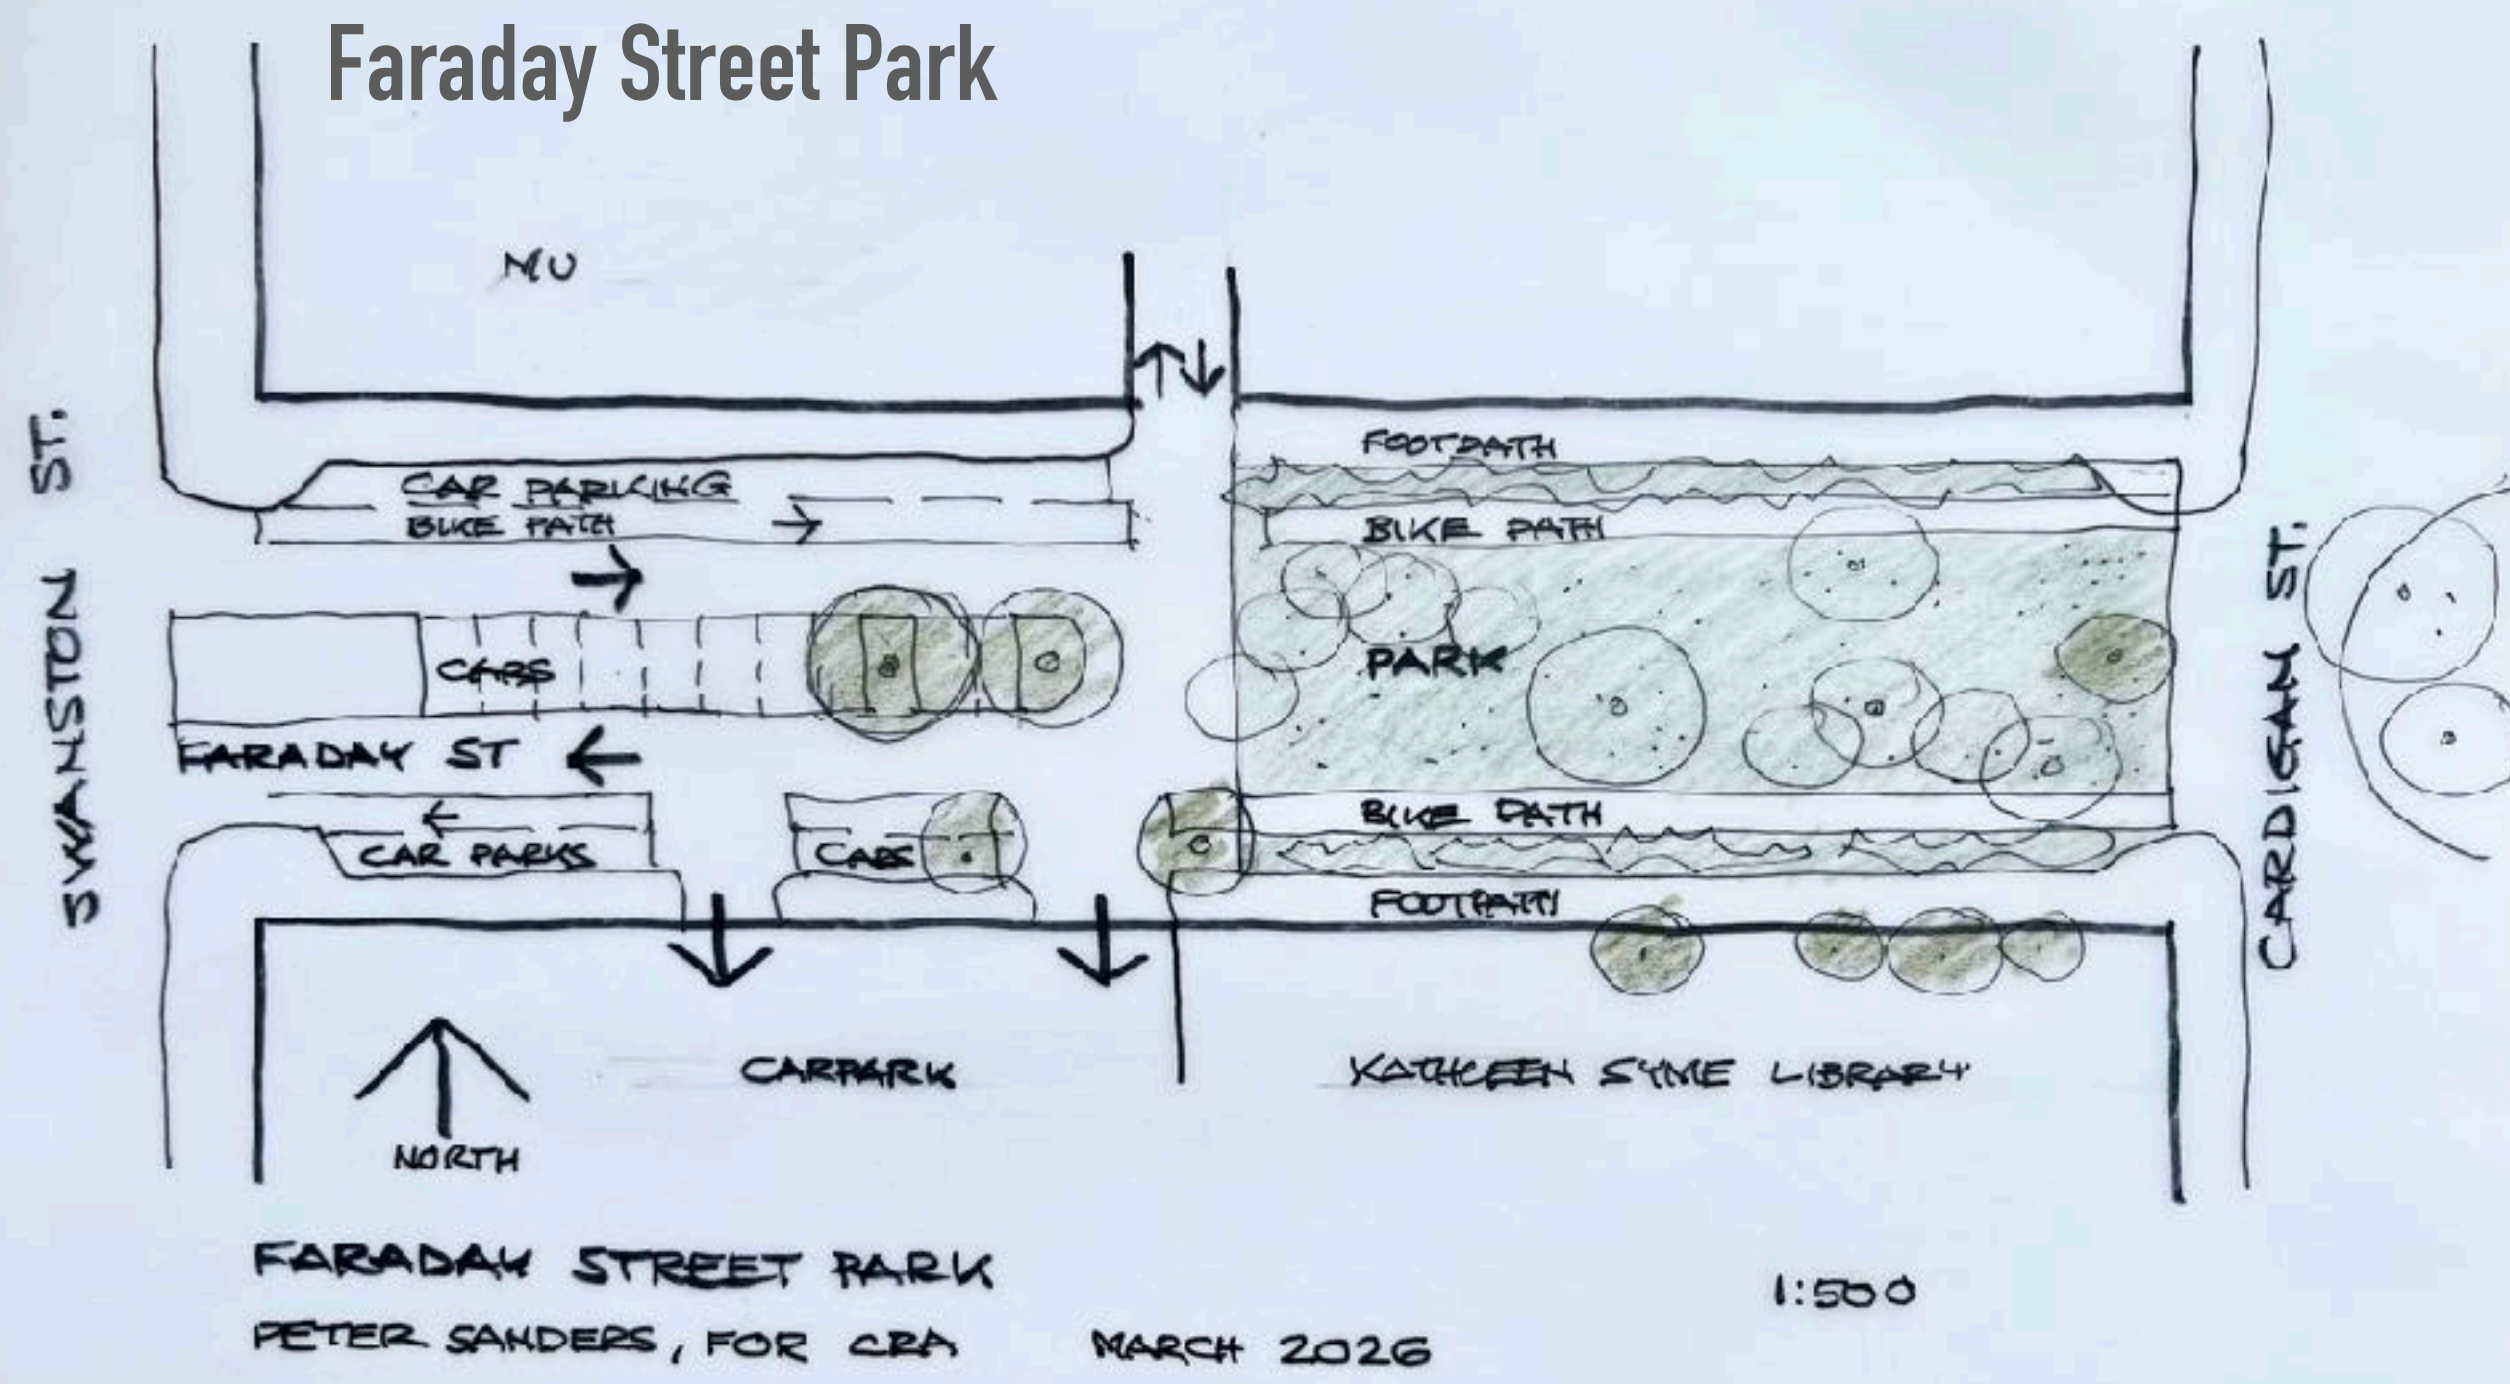 Faraday Street Park
MU
FOOTPATH
CAR PARKING
BIKE PATH
BIKE PATH
SWANSTON ST.
CARS
PARK
CARDIGAN ST.
FARADAY ST
BIKE PATH
CAR PARKS
CARS
FOOTPATH
CARPARK
KATHLEEN SYME LIBRARY
NORTH
FARADAY STREET PARK
1:500
PETER SANDERS, FOR CRA
MARCH 2026